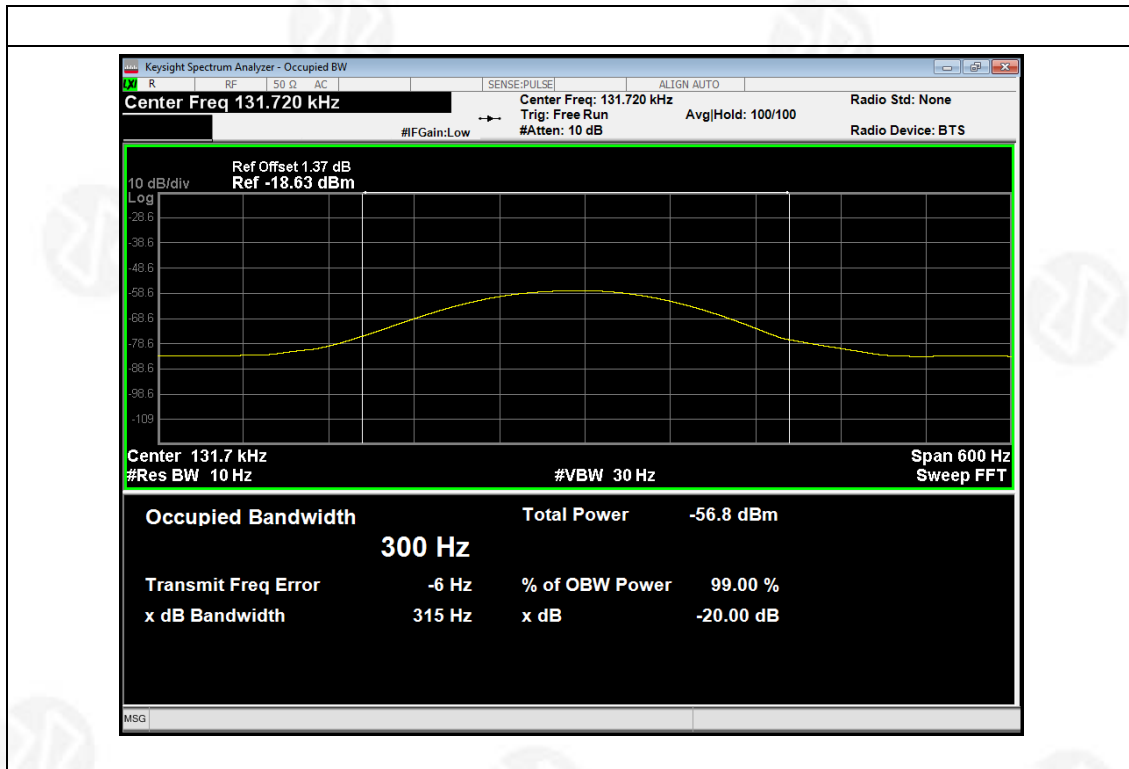 Keysight Spectrum Analyzer - Occupied BW
LXI R RF 50 Ω AC SENSE:PULSE ALIGN AUTO
Center Freq 131.720 kHz Center Freq: 131.720 kHz Radio Std: None
Trig: Free Run Avg|Hold: 100/100
#IFGain:Low #Atten: 10 dB Radio Device: BTS
Ref Offset 1.37 dB
10 dB/div Ref -18.63 dBm
Log
-28.6
-38.6
-48.6
-58.6
-68.6
-78.6
-88.6
-98.6
-109
Center 131.7 kHz Span 600 Hz
#Res BW 10 Hz #VBW 30 Hz Sweep FFT
Occupied Bandwidth Total Power -56.8 dBm
300 Hz
Transmit Freq Error -6 Hz % of OBW Power 99.00 %
x dB Bandwidth 315 Hz x dB -20.00 dB
MSG